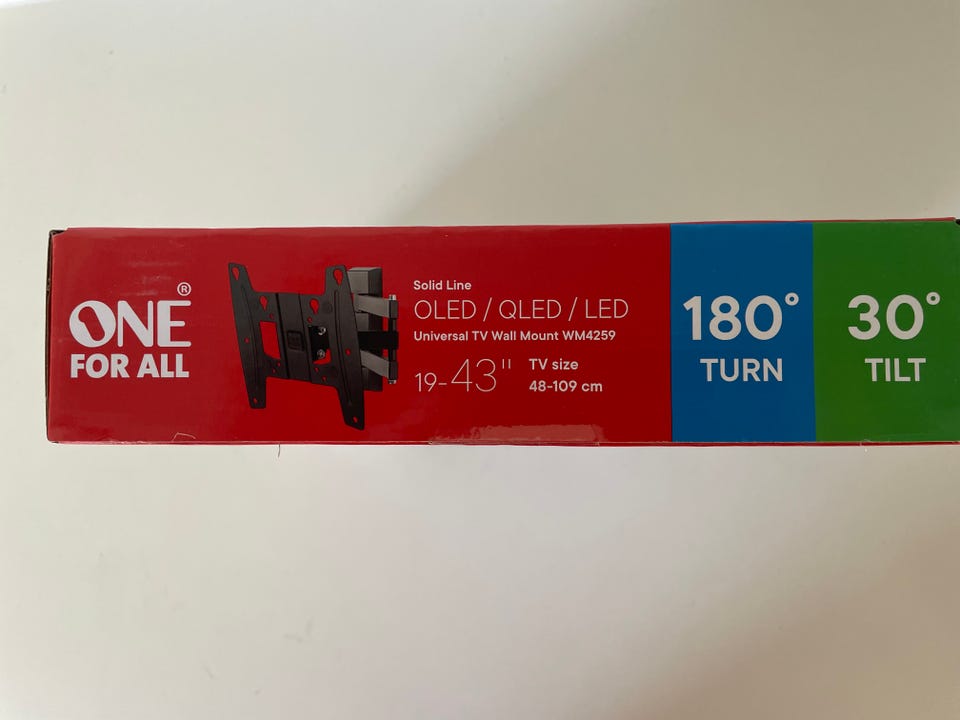 ONE®
FOR ALL
Solid Line
OLED / QLED / LED
Universal TV Wall Mount WM4259
19-43" TV size
48-109 cm
180°
TURN
30°
TILT